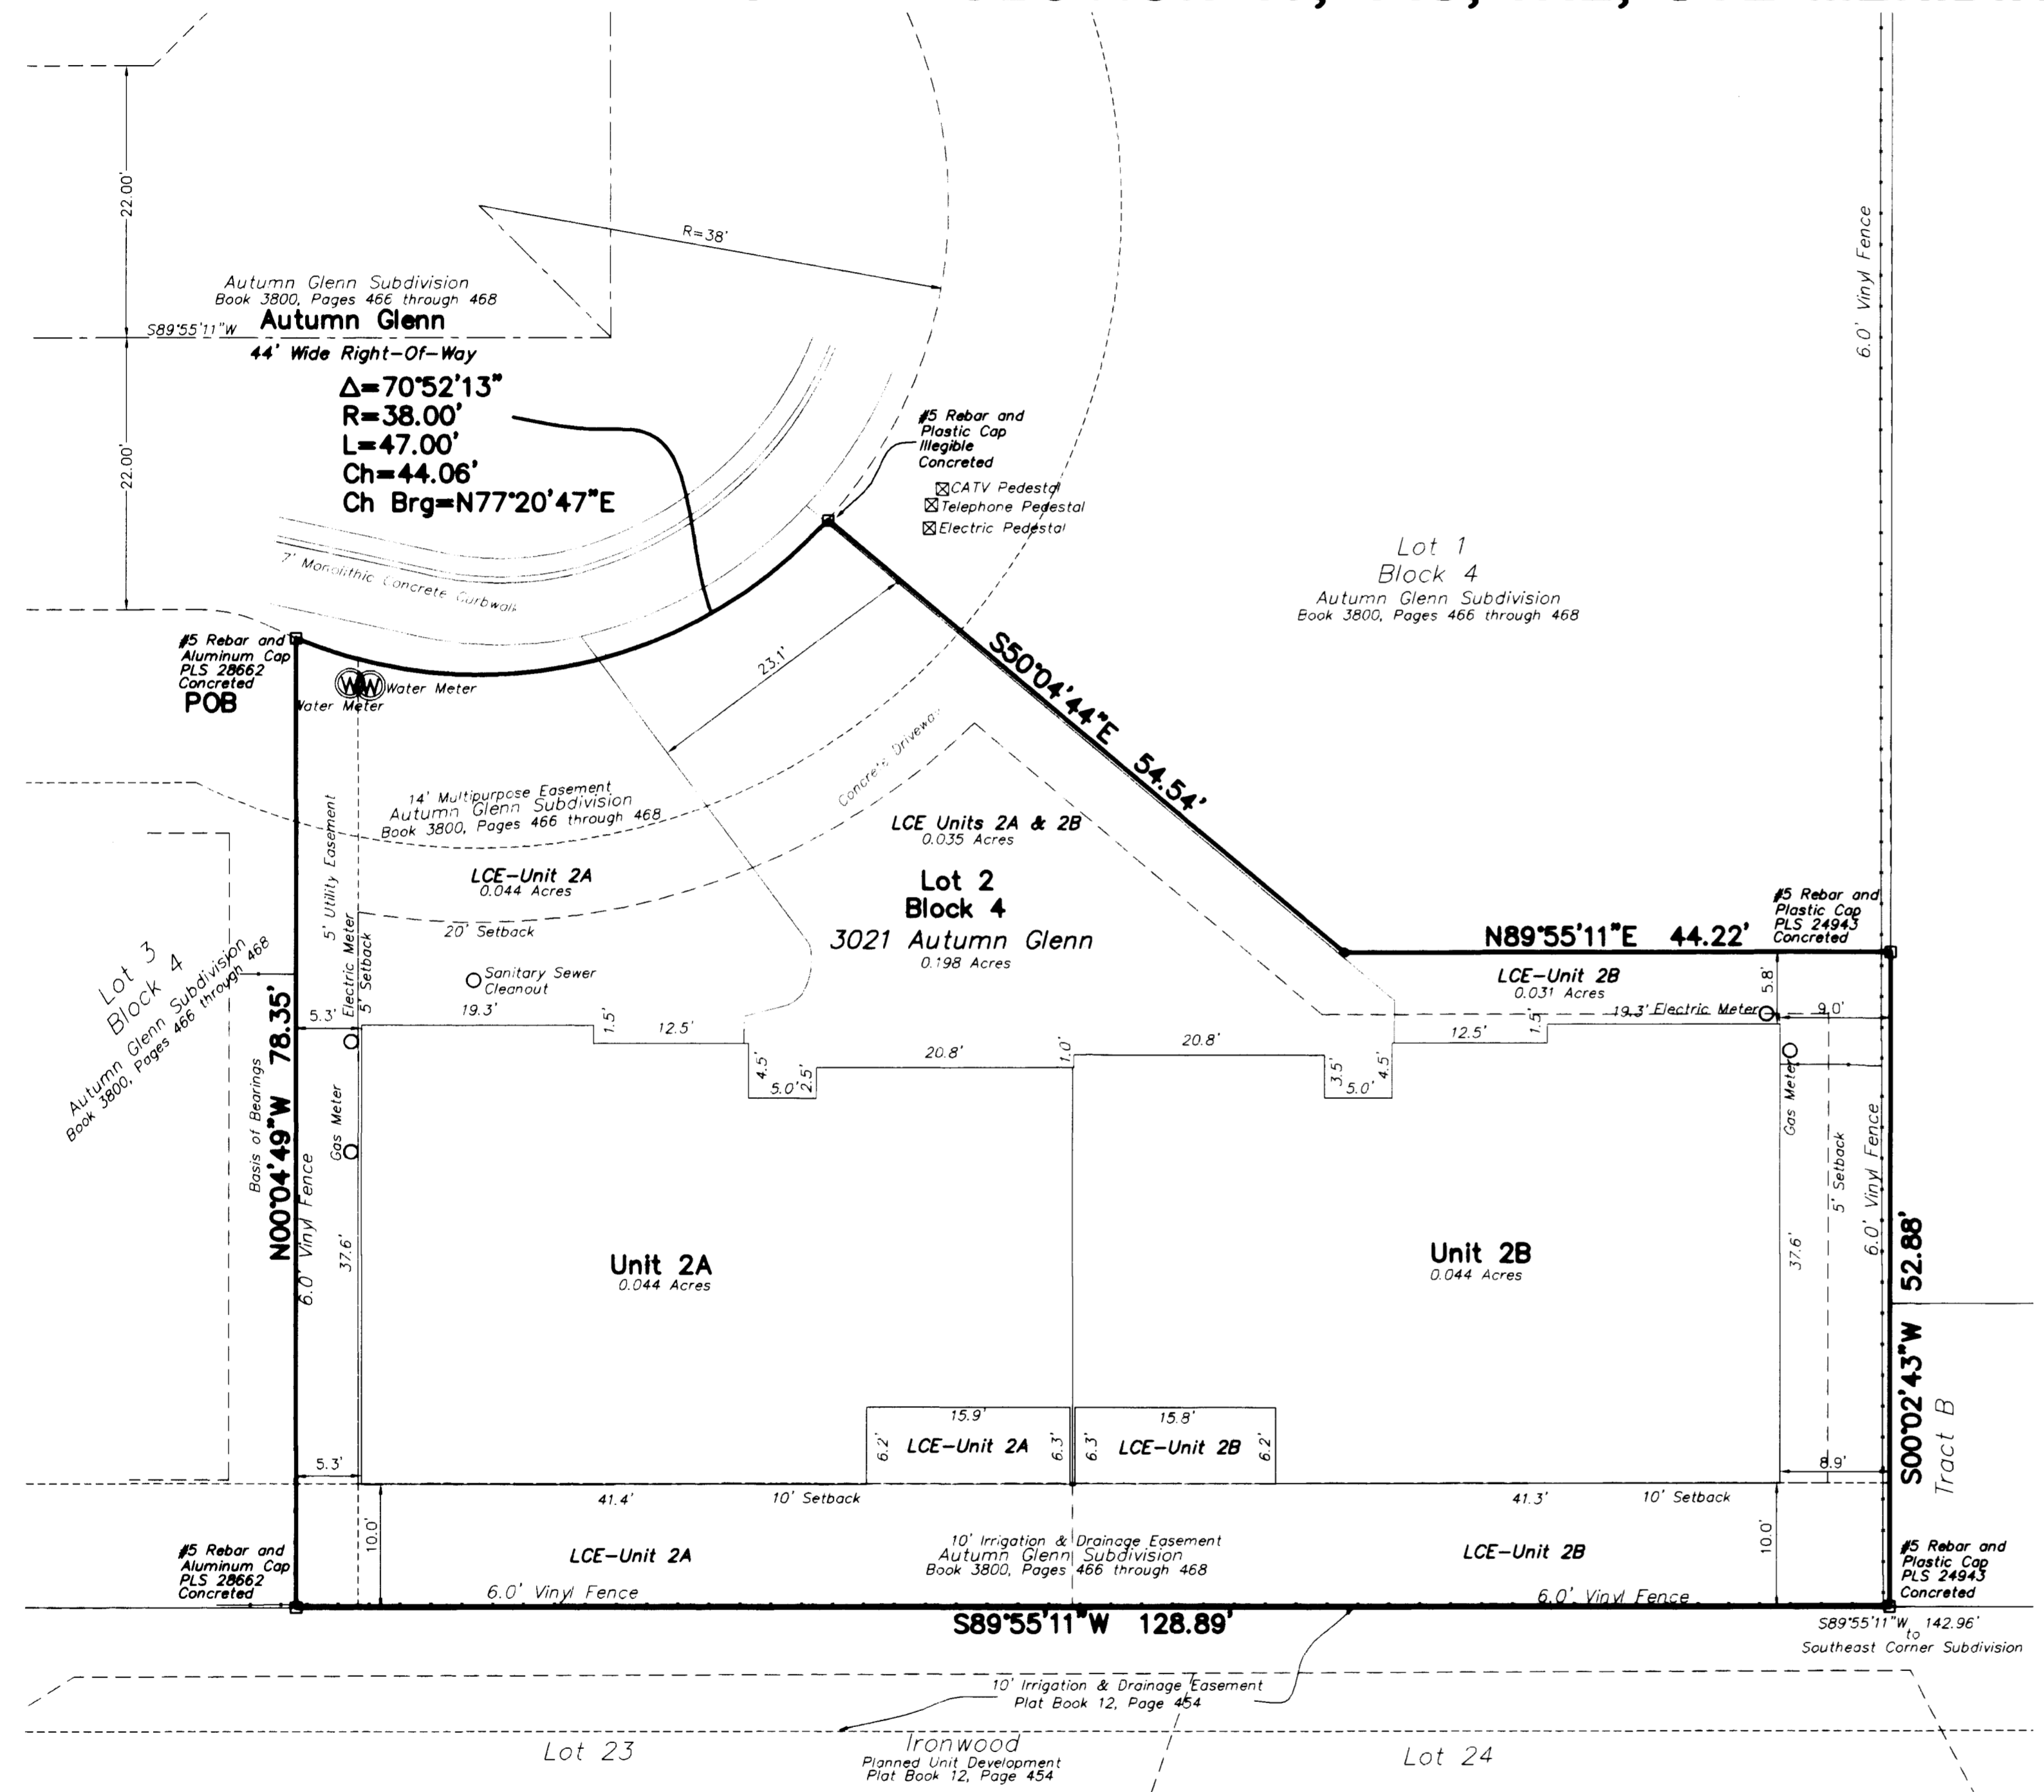 22.00'
22.00'
R=38'
Autumn Glenn Subdivision
Book 3800, Pages 466 through 468
S89°55'11"W
Autumn Glenn
44' Wide Right-Of-Way
Δ=70°52'13"
R=38.00'
L=47.00'
Ch=44.06'
Ch Brg=N77°20'47"E
7' Monolithic Concrete Curbwalk
#5 Rebar and
Plastic Cap
Illegible
Concreted
CATV Pedestal
Telephone Pedestal
Electric Pedestal
6.0' Vinyl Fence
Lot 1
Block 4
Autumn Glenn Subdivision
Book 3800, Pages 466 through 468
#5 Rebar and
Aluminum Cap
PLS 28662
Concreted
POB
Water Meter
Water Meter
23.1'
S50°04'44"E 54.54'
Concrete Driveway
14' Multipurpose Easement
Autumn Glenn Subdivision
Book 3800, Pages 466 through 468
5' Utility Easement
LCE-Unit 2A
0.044 Acres
20' Setback
LCE Units 2A & 2B
0.035 Acres
Lot 2
Block 4
3021 Autumn Glenn
0.198 Acres
N89°55'11"E 44.22'
#5 Rebar and
Plastic Cap
PLS 24943
Concreted
LCE-Unit 2B
0.031 Acres
5.8'
Lot 3
Block 4
Autumn Glenn Subdivision
Book 3800, Pages 466 through 468
Electric Meter
5' Setback
Sanitary Sewer
Cleanout
5.3'
19.3'
1.5'
12.5'
4.5'
5.0'
2.5'
20.8'
1.0'
20.8'
3.5'
5.0'
4.5'
12.5'
1.5'
19.3'
Electric Meter
9.0'
Basis of Bearings
N00°04'49"W 78.35'
6.0' Vinyl Fence
Gas Meter
37.6'
Unit 2A
0.044 Acres
Unit 2B
0.044 Acres
Gas Meter
37.6'
5' Setback
6.0' Vinyl Fence
S00°02'43"W 52.88'
Tract B
15.9'
6.2'
LCE-Unit 2A
6.3'
15.8'
6.3'
LCE-Unit 2B
6.2'
5.3'
8.9'
41.4'
10' Setback
41.3'
10' Setback
10.0'
10.0'
#5 Rebar and
Aluminum Cap
PLS 28662
Concreted
LCE-Unit 2A
10' Irrigation & Drainage Easement
Autumn Glenn Subdivision
Book 3800, Pages 466 through 468
LCE-Unit 2B
#5 Rebar and
Plastic Cap
PLS 24943
Concreted
6.0' Vinyl Fence
6.0' Vinyl Fence
S89°55'11"W 128.89'
S89°55'11"W 142.96'
to
Southeast Corner Subdivision
10' Irrigation & Drainage Easement
Plat Book 12, Page 454
Lot 23
Ironwood
Planned Unit Development
Plat Book 12, Page 454
Lot 24